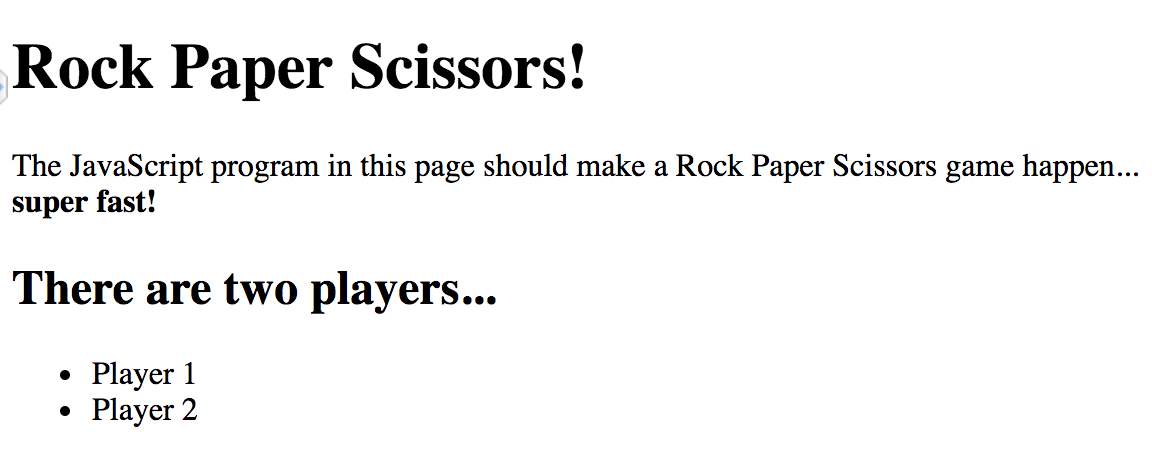 Rock Paper Scissors!
The JavaScript program in this page should make a Rock Paper Scissors game happen...
super fast!
There are two players...
• Player 1
• Player 2